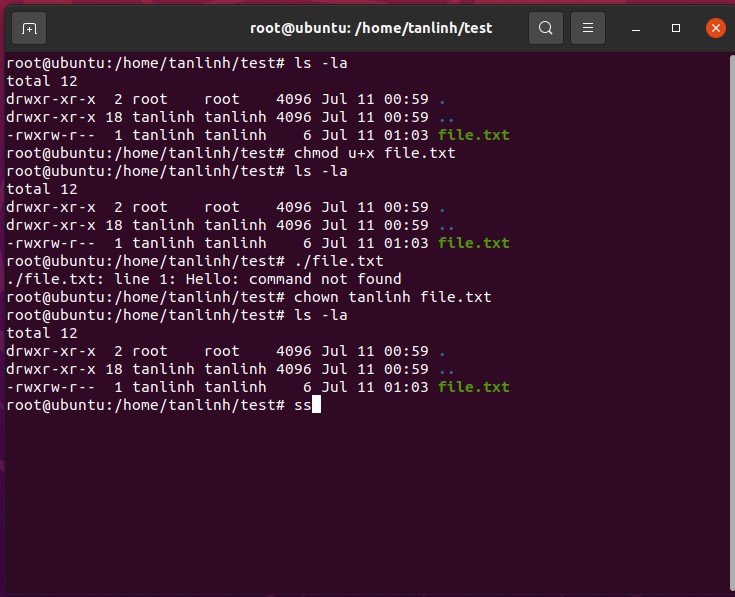 root@ubuntu: /home/tanlinh/test
root@ubuntu:/home/tanlinh/test# ls -la
total 12
drwxr-xr-x  2 root    root    4096 Jul 11 00:59 .
drwxr-xr-x 18 tanlinh tanlinh 4096 Jul 11 00:59 ..
-rwxrw-r--  1 tanlinh tanlinh    6 Jul 11 01:03 file.txt
root@ubuntu:/home/tanlinh/test# chmod u+x file.txt
root@ubuntu:/home/tanlinh/test# ls -la
total 12
drwxr-xr-x  2 root    root    4096 Jul 11 00:59 .
drwxr-xr-x 18 tanlinh tanlinh 4096 Jul 11 00:59 ..
-rwxrw-r--  1 tanlinh tanlinh    6 Jul 11 01:03 file.txt
root@ubuntu:/home/tanlinh/test# ./file.txt
./file.txt: line 1: Hello: command not found
root@ubuntu:/home/tanlinh/test# chown tanlinh file.txt
root@ubuntu:/home/tanlinh/test# ls -la
total 12
drwxr-xr-x  2 root    root    4096 Jul 11 00:59 .
drwxr-xr-x 18 tanlinh tanlinh 4096 Jul 11 00:59 ..
-rwxrw-r--  1 tanlinh tanlinh    6 Jul 11 01:03 file.txt
root@ubuntu:/home/tanlinh/test# ss